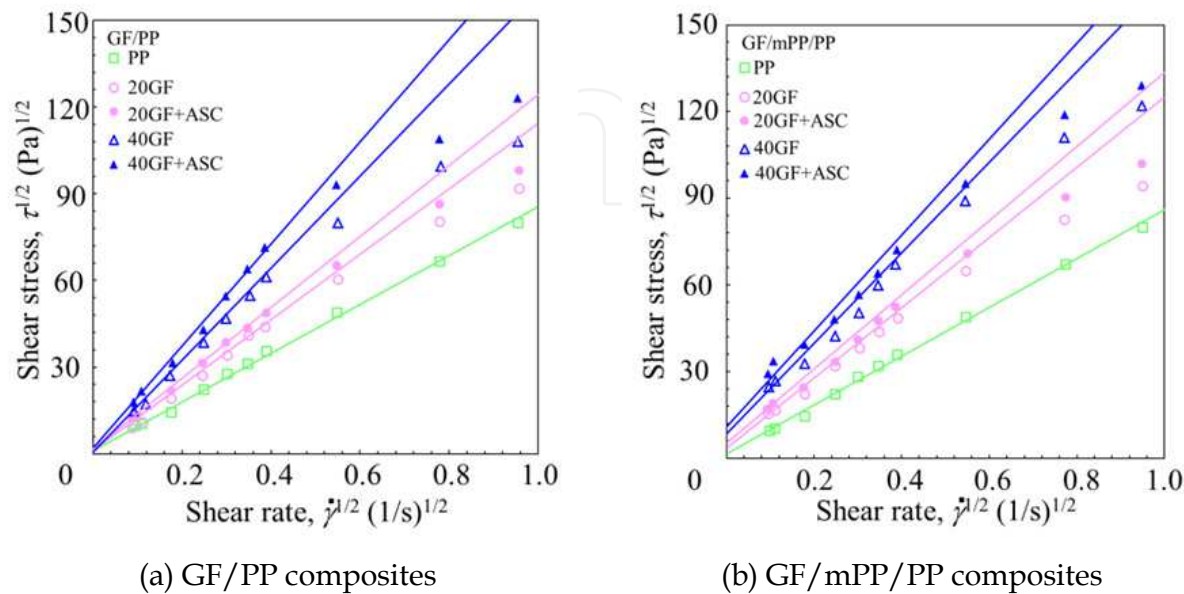 150
120
90
60
30
0
Shear stress, τ1/2 (Pa)1/2
GF/PP
PP
20GF
20GF+ASC
40GF
40GF+ASC
0.2 0.4 0.6 0.8 1.0
Shear rate, γ̇1/2 (1/s)1/2
(a) GF/PP composites
150
120
90
60
30
0
Shear stress, τ1/2 (Pa)1/2
GF/mPP/PP
PP
20GF
20GF+ASC
40GF
40GF+ASC
0.2 0.4 0.6 0.8 1.0
Shear rate, γ̇1/2 (1/s)1/2
(b) GF/mPP/PP composites